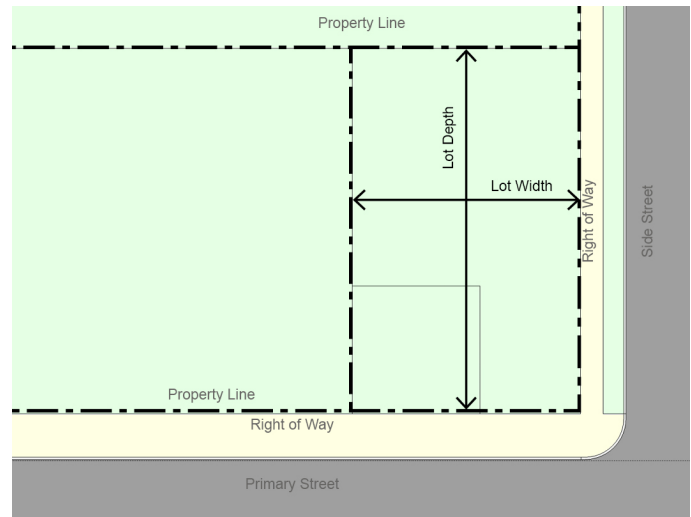 Property Line
Lot Depth
Lot Width
Right of Way
Side Street
Property Line
Right of Way
Primary Street